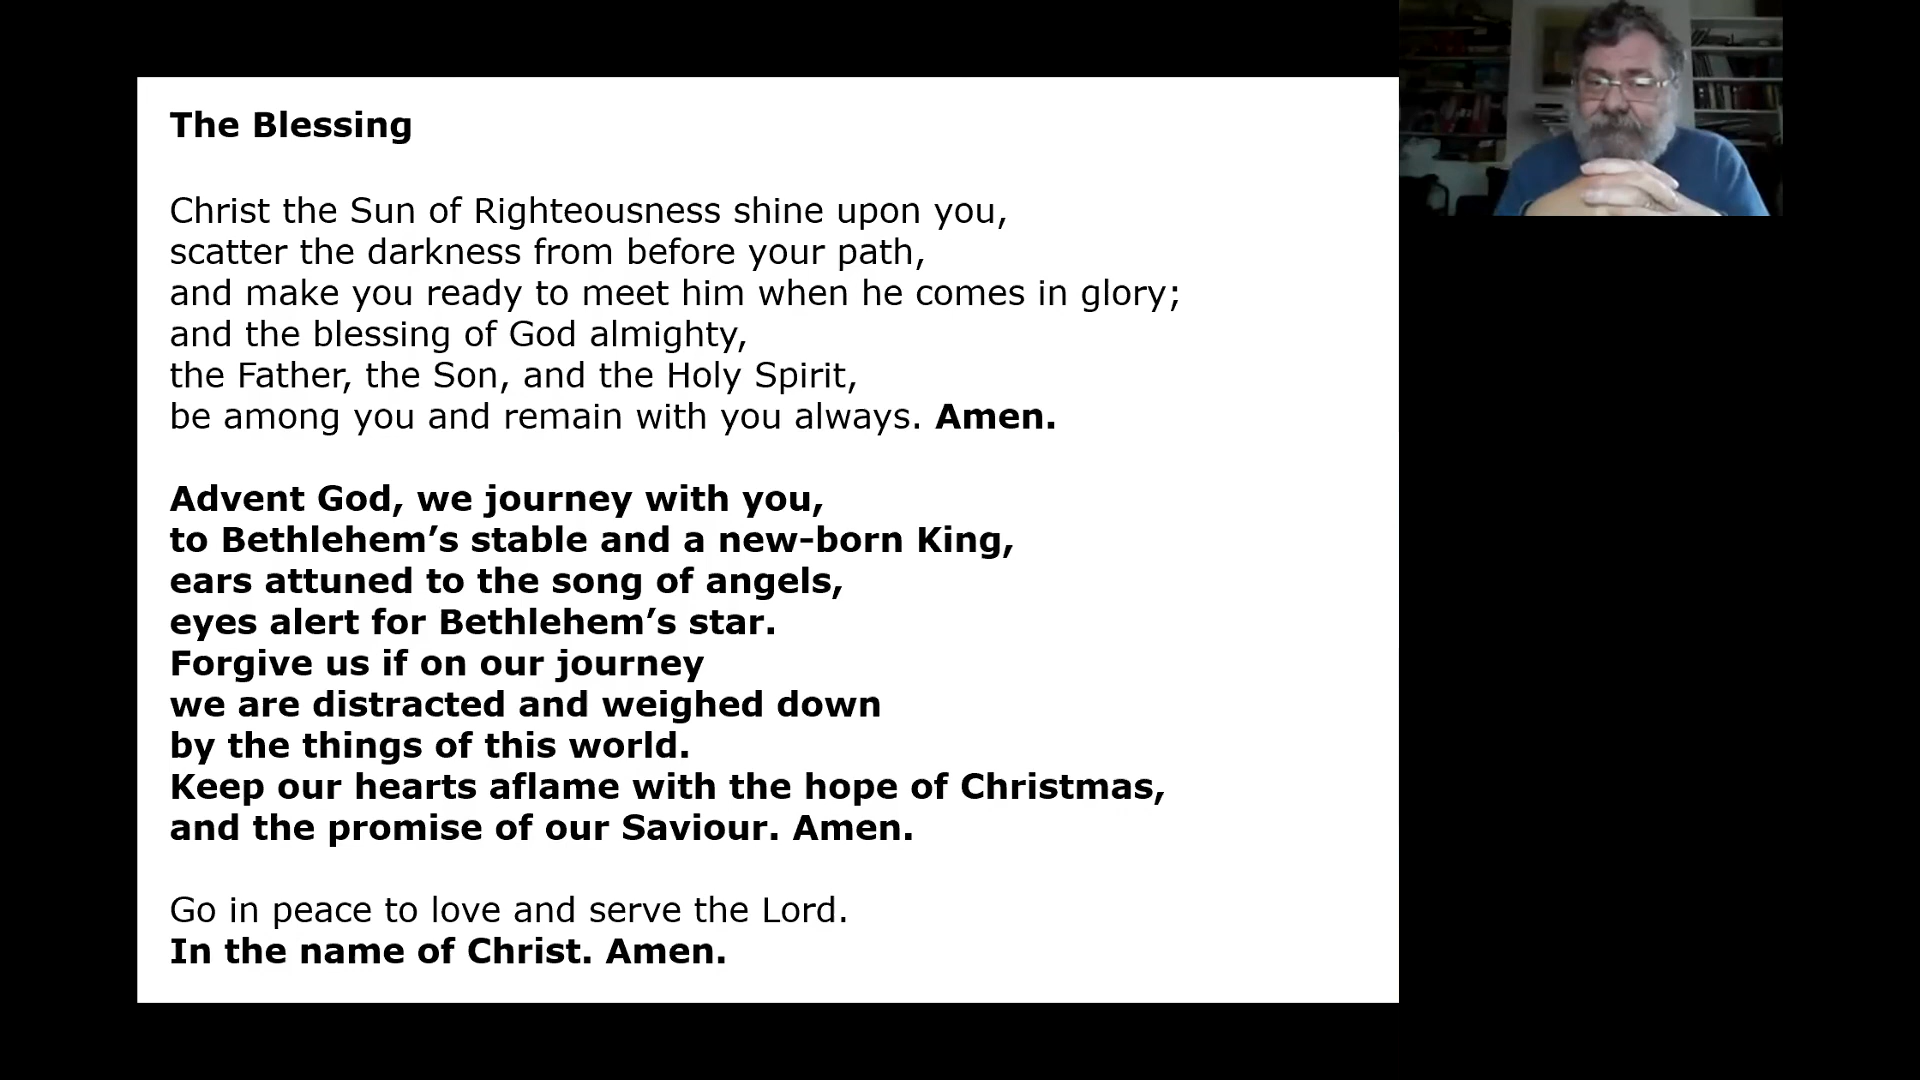 The Blessing
Christ the Sun of Righteousness shine upon you,
scatter the darkness from before your path,
and make you ready to meet him when he comes in glory;
and the blessing of God almighty,
the Father, the Son, and the Holy Spirit,
be among you and remain with you always. Amen.
Advent God, we journey with you,
to Bethlehem’s stable and a new-born King,
ears attuned to the song of angels,
eyes alert for Bethlehem’s star.
Forgive us if on our journey
we are distracted and weighed down
by the things of this world.
Keep our hearts aflame with the hope of Christmas,
and the promise of our Saviour. Amen.
Go in peace to love and serve the Lord.
In the name of Christ. Amen.